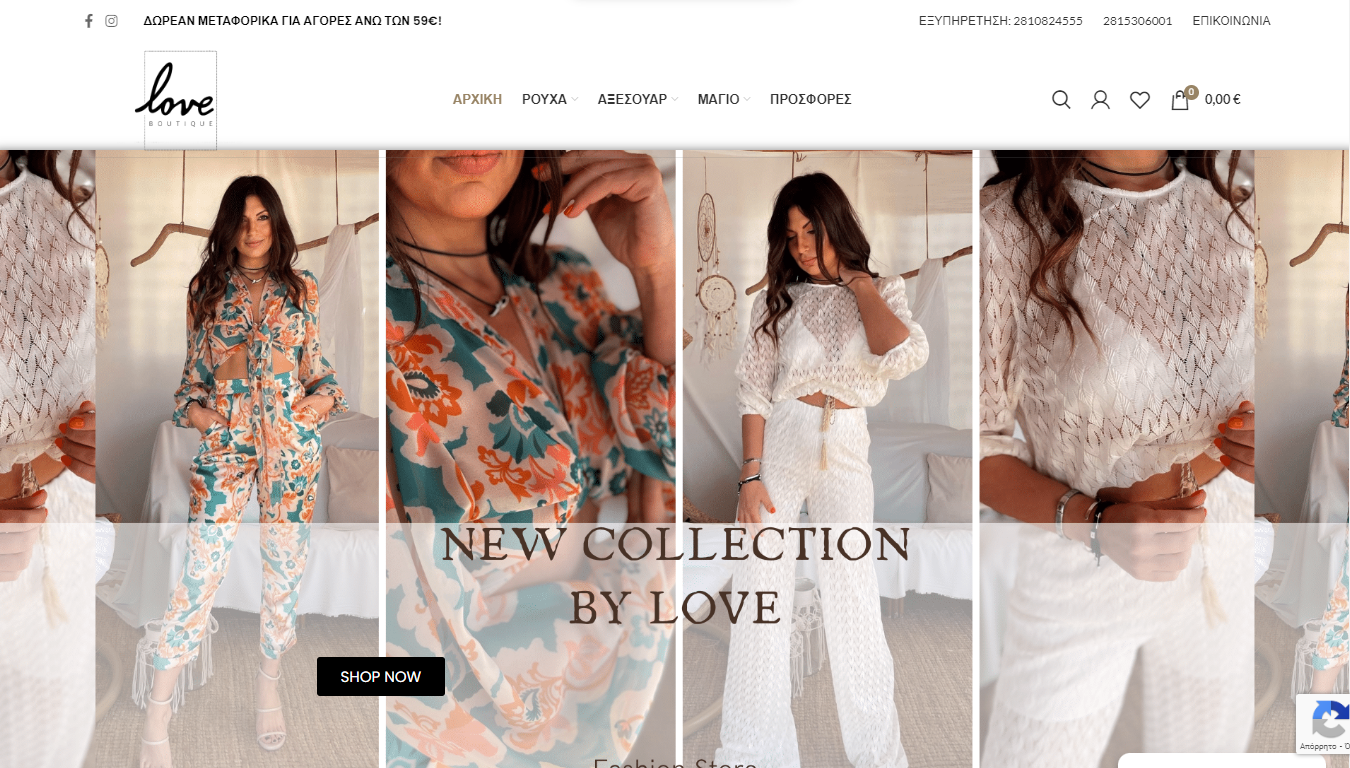 ΔΩΡΕΑΝ ΜΕΤΑΦΟΡΙΚΑ ΓΙΑ ΑΓΟΡΕΣ ΑΝΩ ΤΩΝ 59€!
ΕΞΥΠΗΡΕΤΗΣΗ: 2810824555 2815306001 ΕΠΙΚΟΙΝΩΝΙΑ
love
BOUTIQUE
ΑΡΧΙΚΗ ΡΟΥΧΑ ΑΞΕΣΟΥΑΡ ΜΑΓΙΟ ΠΡΟΣΦΟΡΕΣ
0 0,00 €
NEW COLLECTION
BY LOVE
SHOP NOW
Fashion Store
Απόρρητο -